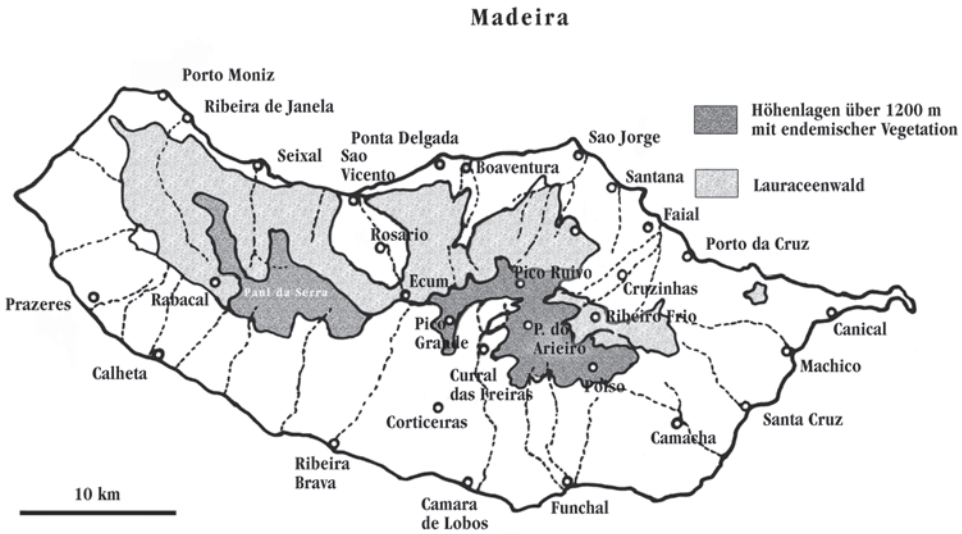 Madeira
Porto Moniz
Ribeira de Janela
Seixal
Ponta Delgada
Sao
Vicento
Boaventura
Sao Jorge
Santana
Faial
Porto da Cruz
Höhenlagen über 1200 m
mit endemischer Vegetation
Lauraceenwald
Rosario
Ecum
Pico Ruivo
Cruzinhas
Prazeres
Rabacal
Paul da Serra
Pico
Grande
P. do
Arieiro
Ribeiro Frio
Canical
Machico
Calheta
Curral
das Freiras
Poiso
Santa Cruz
Corticeiras
Camacha
Ribeira
Brava
Camara
de Lobos
Funchal
10 km